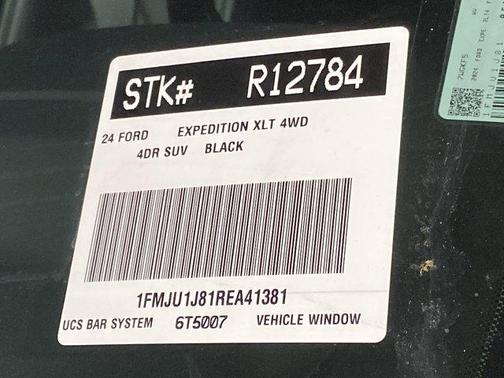 STK# R12784
24 FORD EXPEDITION XLT 4WD
4DR SUV BLACK
1FMJU1J81REA41381
UCS BAR SYSTEM 6T5007 VEHICLE WINDOW